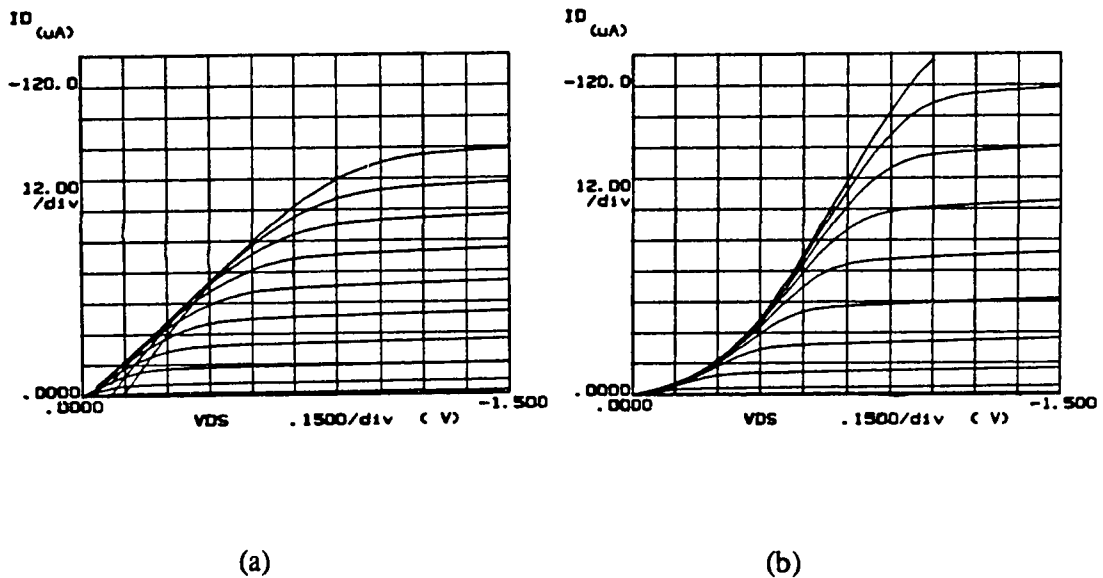 ID
(uA)
-120.0
12.00
/div
.0000
.0000
VDS .1500/div ( V)
-1.500
(a)
ID
(uA)
-120.0
12.00
/div
.0000
.0000
VDS .1500/div ( V)
-1.500
(b)